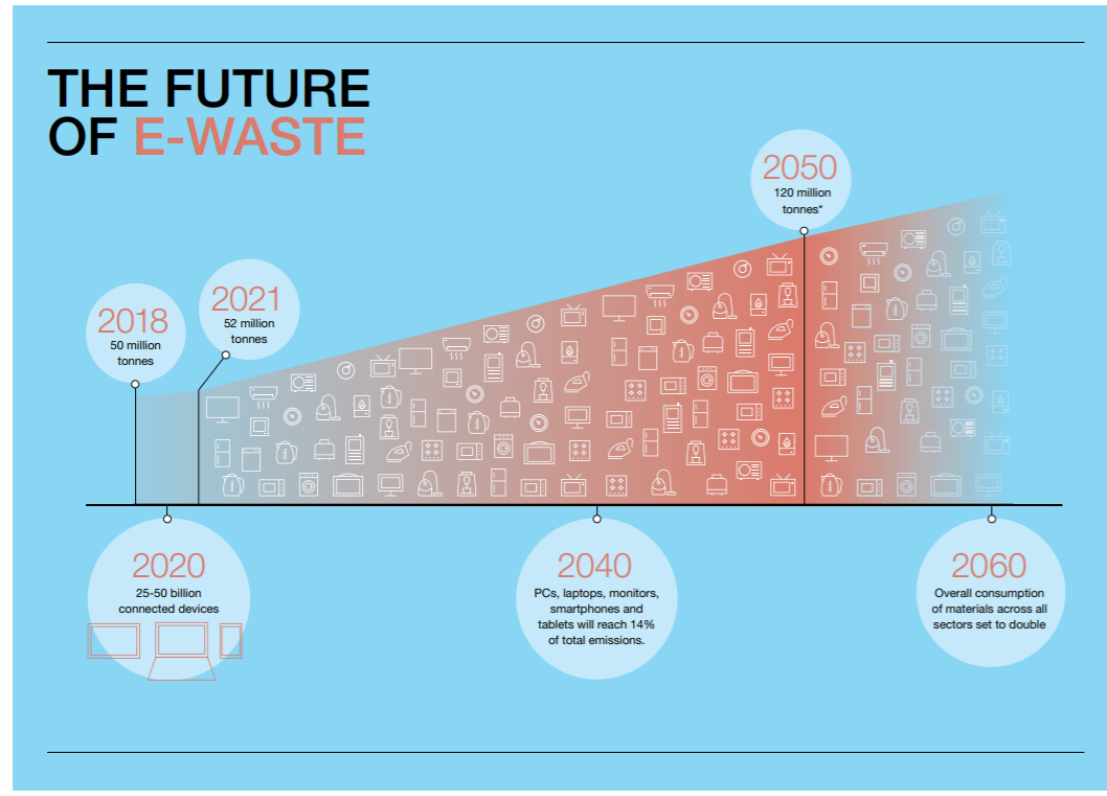 THE FUTURE
OF E-WASTE
2050
120 million
tonnes*
2021
52 million
tonnes
2018
50 million
tonnes
2020
25-50 billion
connected devices
2040
PCs, laptops, monitors,
smartphones and
tablets will reach 14%
of total emissions.
2060
Overall consumption
of materials across all
sectors set to double